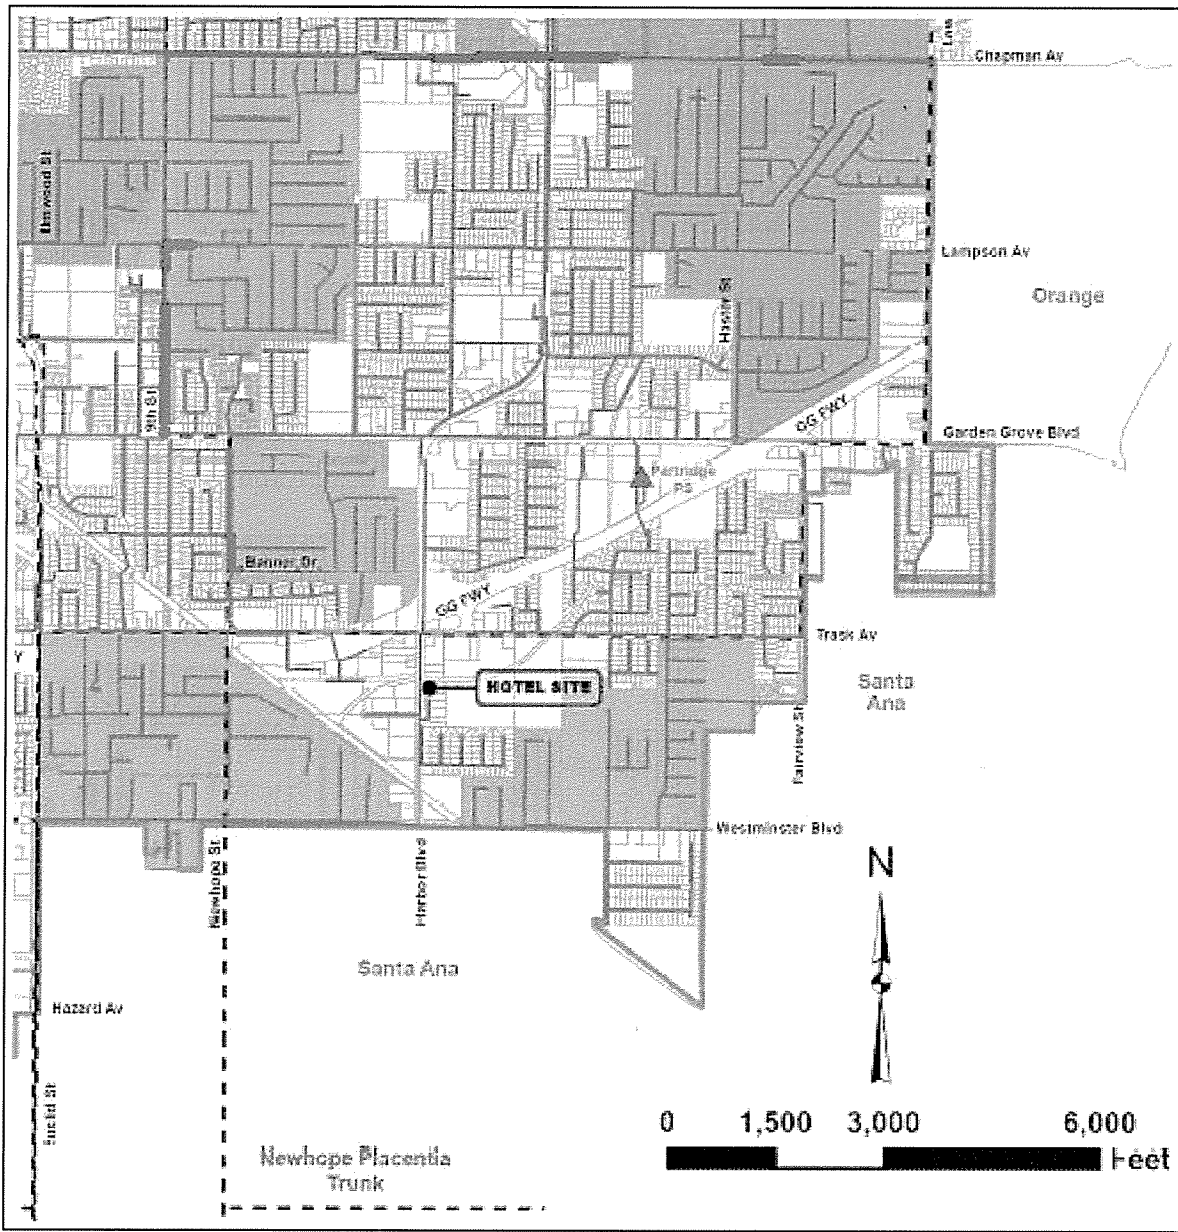 Chapman Av
Elmwood St
Lampson Av
Orange
Haster St
9th St
GG FWY
Garden Grove Blvd
Partridge
PS
Banner Dr
GG FWY
Trask Av
HOTEL SITE
Santa
Ana
Fairview St
Westminster Blvd
Newhope St
Harbor Blvd
N
Santa Ana
Hazard Av
Euclid St
0 1,500 3,000 6,000
Feet
Newhope Placentia
Trunk